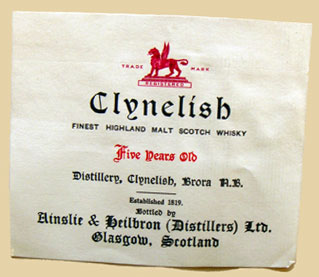 TRADE MARK
REGISTERED
Clynelish
FINEST HIGHLAND MALT SCOTCH WHISKY
Five Years Old
Distillery, Clynelish, Brora N.B.
Established 1819.
Bottled by
Ainslie & Heilbron (Distillers) Ltd.
Glasgow, Scotland